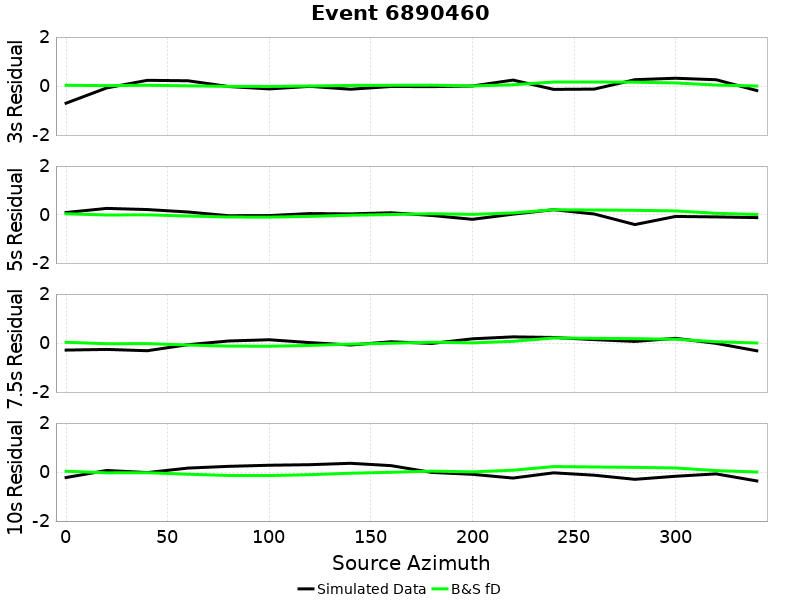 Event 6890460
3s Residual
2
0
-2
5s Residual
2
0
-2
7.5s Residual
2
0
-2
10s Residual
2
0
-2
0 50 100 150 200 250 300
Source Azimuth
Simulated Data B&S fD